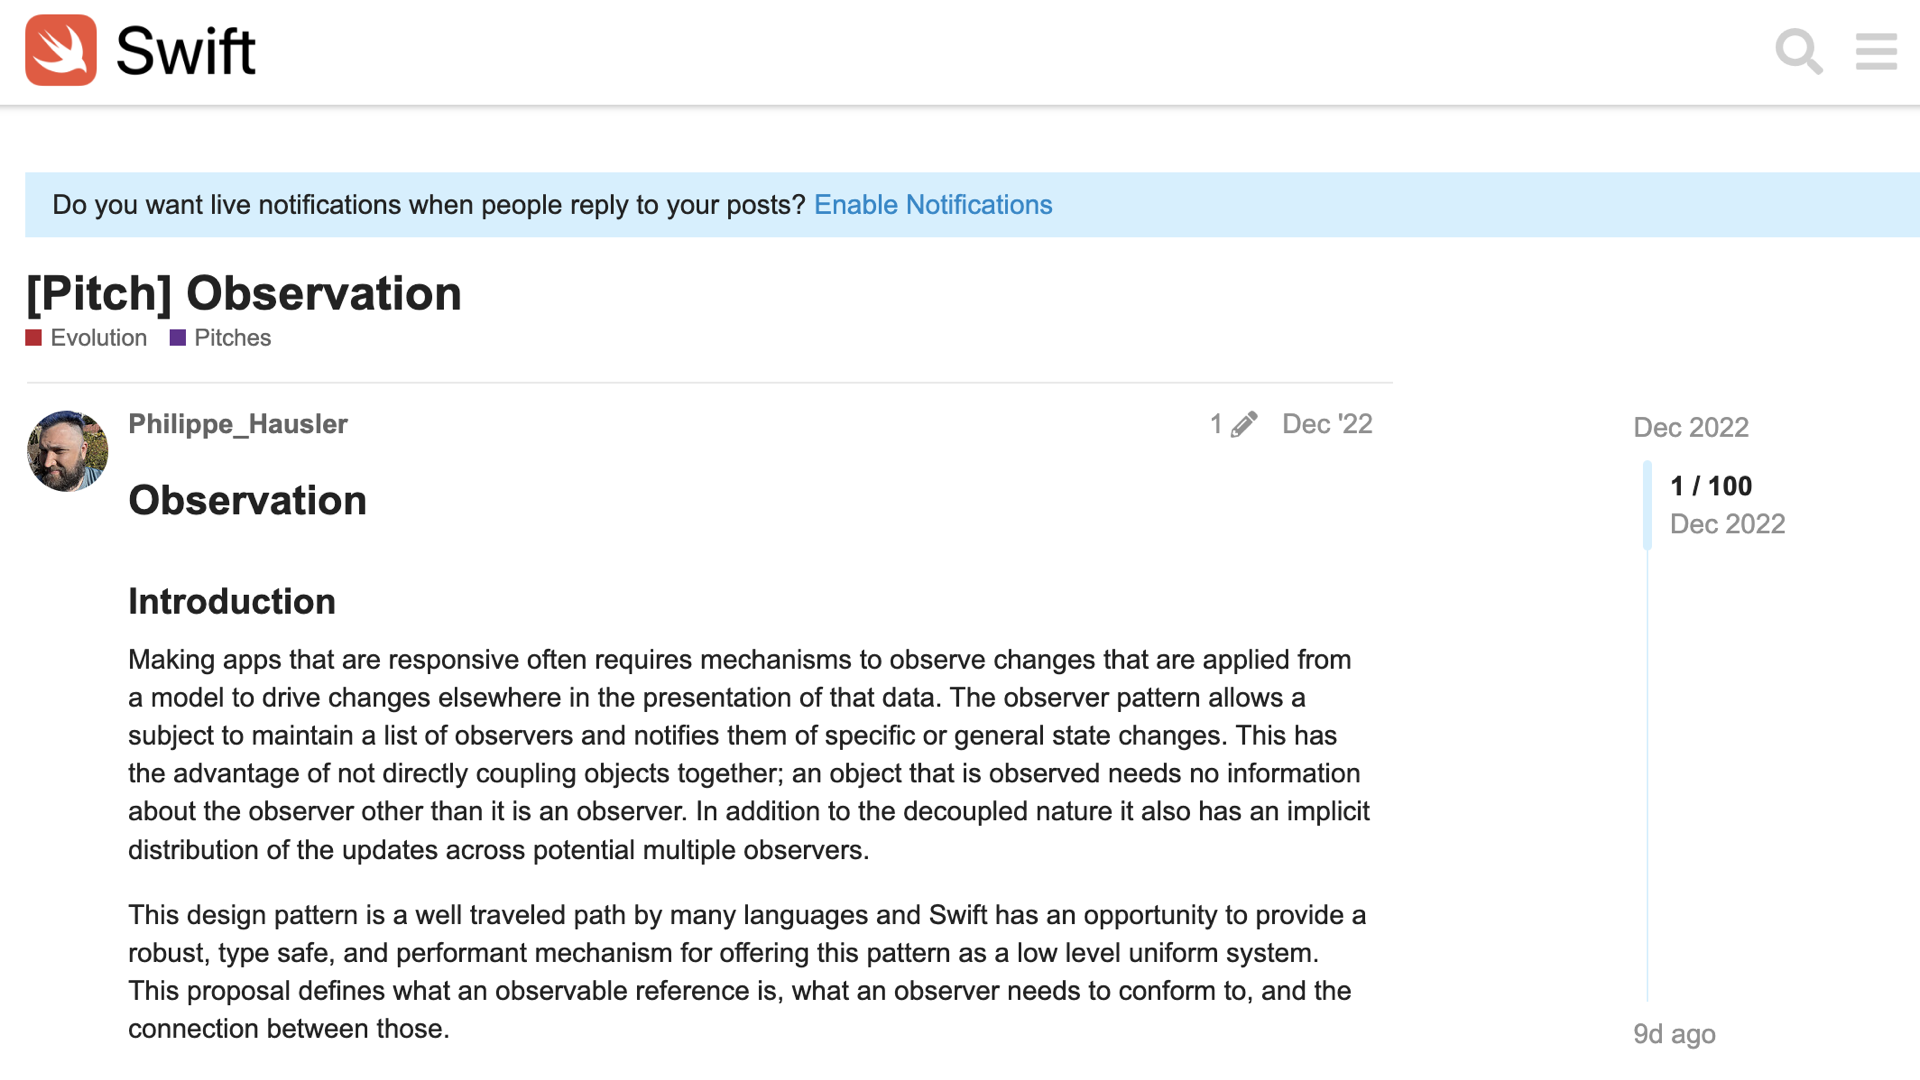 Swift
Do you want live notifications when people reply to your posts? Enable Notifications
[Pitch] Observation
Evolution Pitches
Philippe_Hausler 1 Dec '22
Observation
Introduction
Making apps that are responsive often requires mechanisms to observe changes that are applied from
a model to drive changes elsewhere in the presentation of that data. The observer pattern allows a
subject to maintain a list of observers and notifies them of specific or general state changes. This has
the advantage of not directly coupling objects together; an object that is observed needs no information
about the observer other than it is an observer. In addition to the decoupled nature it also has an implicit
distribution of the updates across potential multiple observers.
This design pattern is a well traveled path by many languages and Swift has an opportunity to provide a
robust, type safe, and performant mechanism for offering this pattern as a low level uniform system.
This proposal defines what an observable reference is, what an observer needs to conform to, and the
connection between those.
Dec 2022
1 / 100
Dec 2022
9d ago